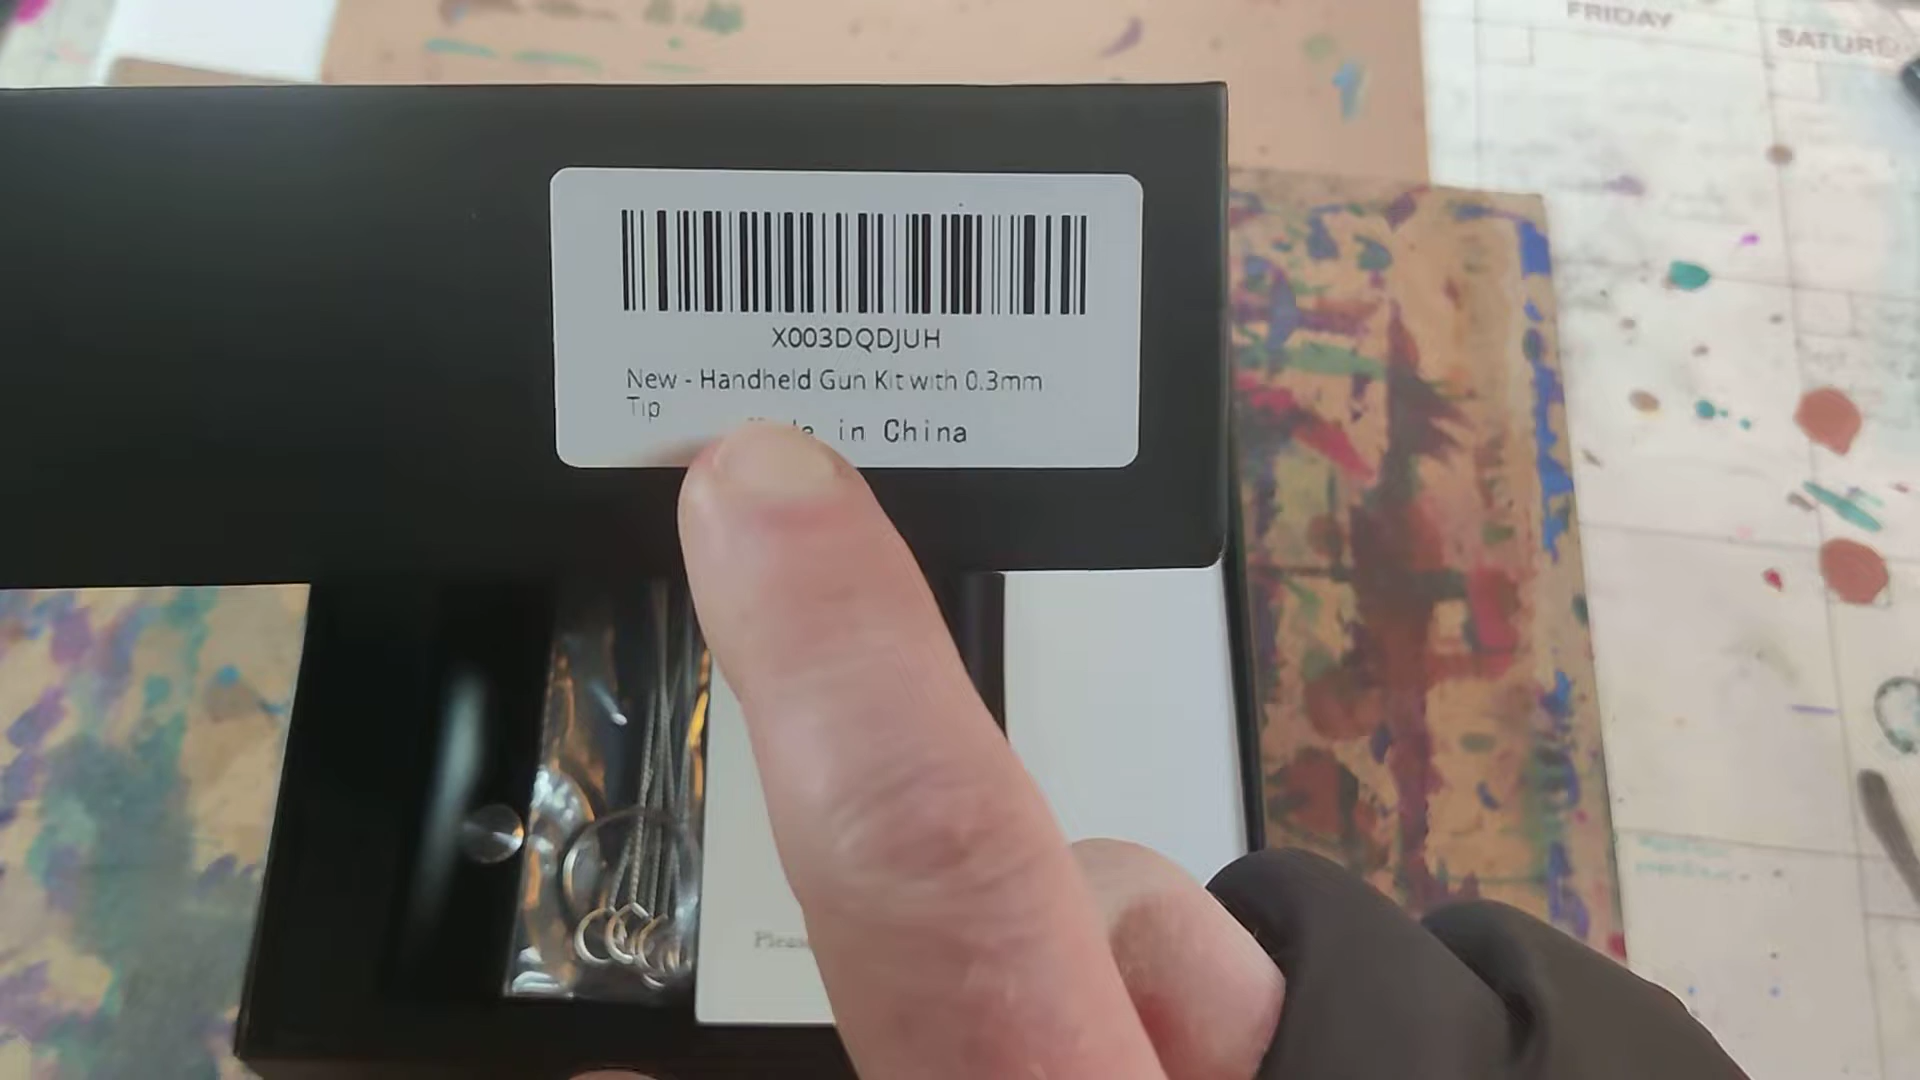 FRIDAY
X003DQDJUH
New - Handheld Gun Kit with 0.3mm
Tip
in China